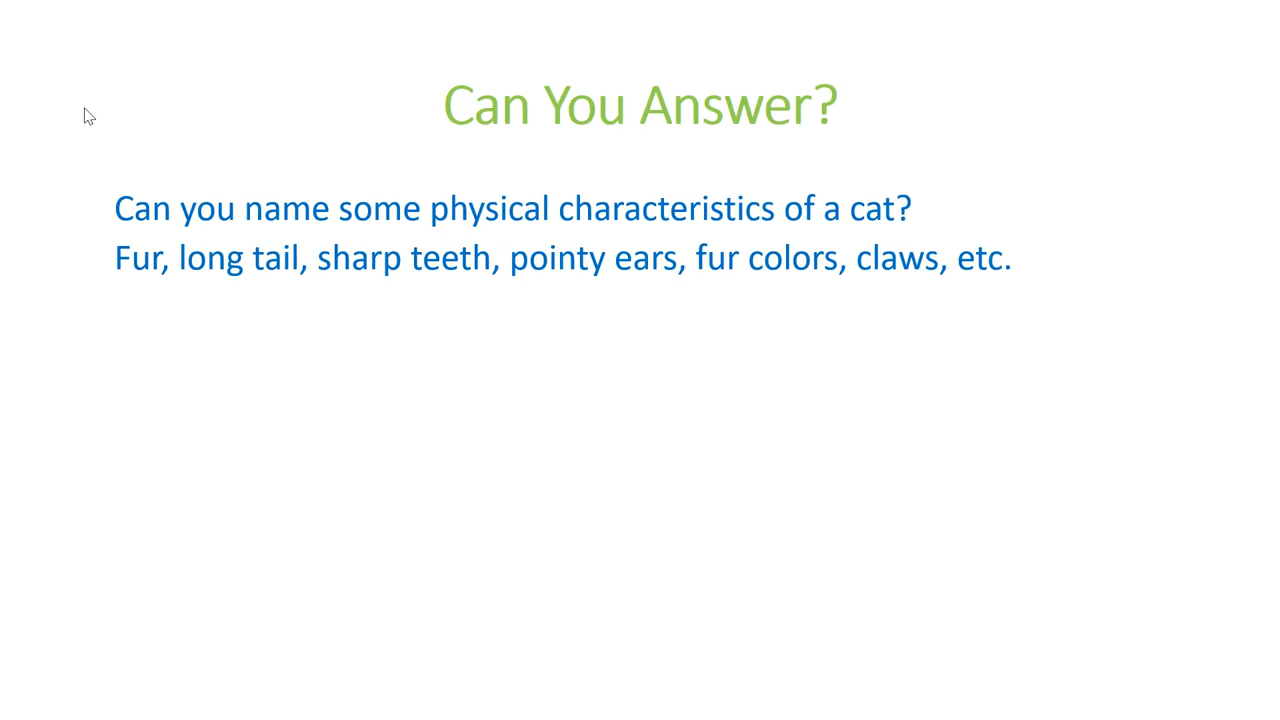 Can You Answer?
Can you name some physical characteristics of a cat?
Fur, long tail, sharp teeth, pointy ears, fur colors, claws, etc.